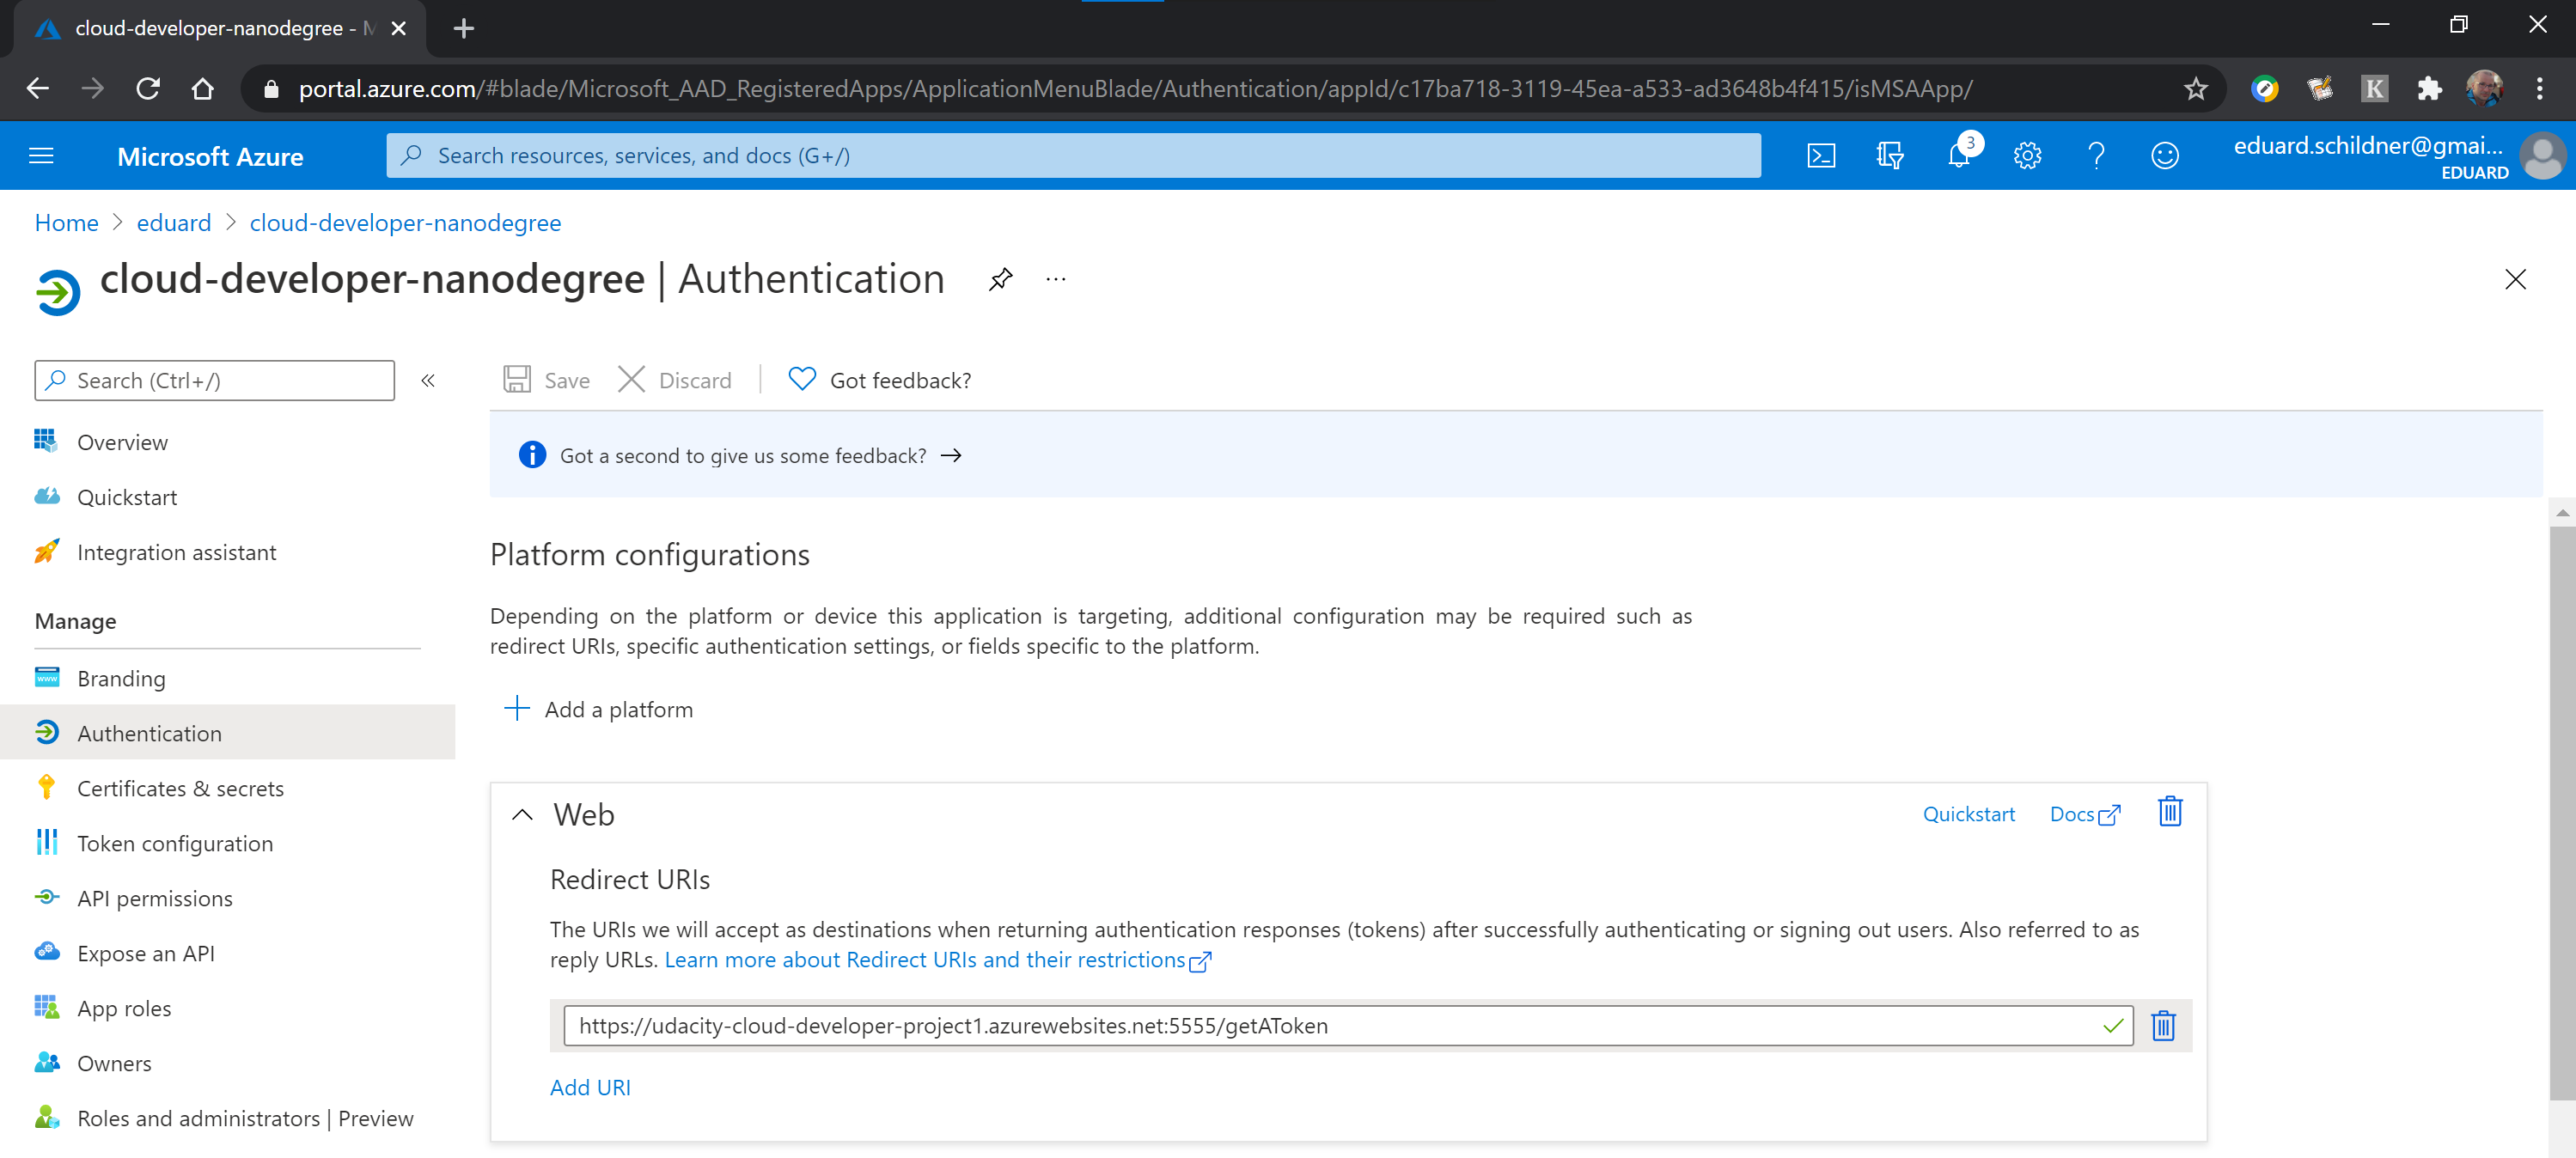 cloud-developer-nanodegree - M
portal.azure.com/#blade/Microsoft_AAD_RegisteredApps/ApplicationMenuBlade/Authentication/appId/c17ba718-3119-45ea-a533-ad3648b4f415/isMSAApp/
K
Microsoft Azure
Search resources, services, and docs (G+/)
3
eduard.schildner@gmai...
EDUARD
Home > eduard > cloud-developer-nanodegree
cloud-developer-nanodegree | Authentication
Search (Ctrl+/)
Overview
Quickstart
Integration assistant
Manage
Branding
Authentication
Certificates & secrets
Token configuration
API permissions
Expose an API
App roles
Owners
Roles and administrators | Preview
Save
Discard
Got feedback?
Got a second to give us some feedback?
Platform configurations
Depending on the platform or device this application is targeting, additional configuration may be required such as
redirect URIs, specific authentication settings, or fields specific to the platform.
Add a platform
Web
Quickstart
Docs
Redirect URIs
The URIs we will accept as destinations when returning authentication responses (tokens) after successfully authenticating or signing out users. Also referred to as
reply URLs. Learn more about Redirect URIs and their restrictions
https://udacity-cloud-developer-project1.azurewebsites.net:5555/getAToken
Add URI